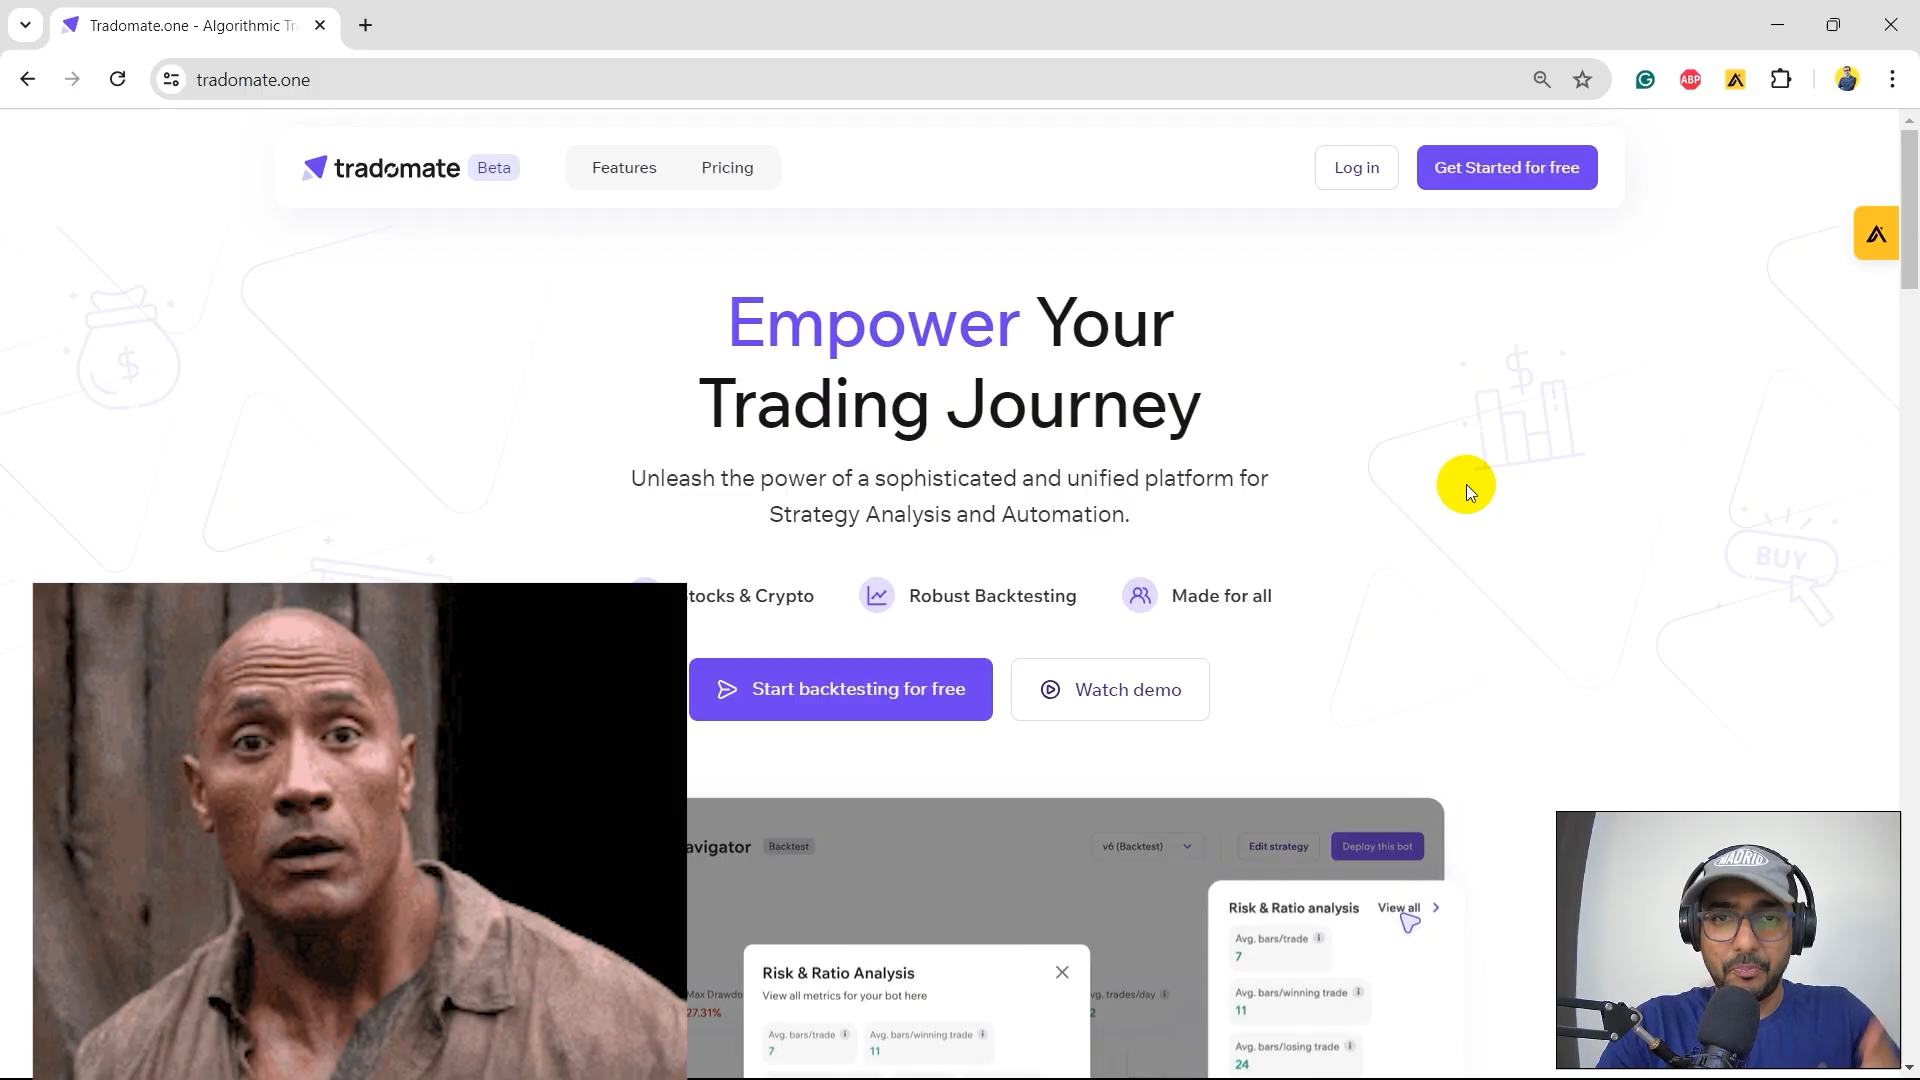 Tradomate.one - Algorithmic Tr
tradomate.one
ABP
tradomate Beta
Features Pricing
Log in Get Started for free
Empower Your
Trading Journey
Unleash the power of a sophisticated and unified platform for
Strategy Analysis and Automation.
BUY
tocks & Crypto Robust Backtesting Made for all
Start backtesting for free Watch demo
avigator Backtest
v6 (Backtest) Edit strategy Deploy this bot
Risk & Ratio analysis View all
Avg. bars/trade
7
Avg. bars/winning trade
11
Avg. bars/losing trade
24
Risk & Ratio Analysis
View all metrics for your bot here
Avg. bars/trade Avg. bars/winning trade
7 11
Max Drawdo
27.31%
vg. trades/day
2
MADRID